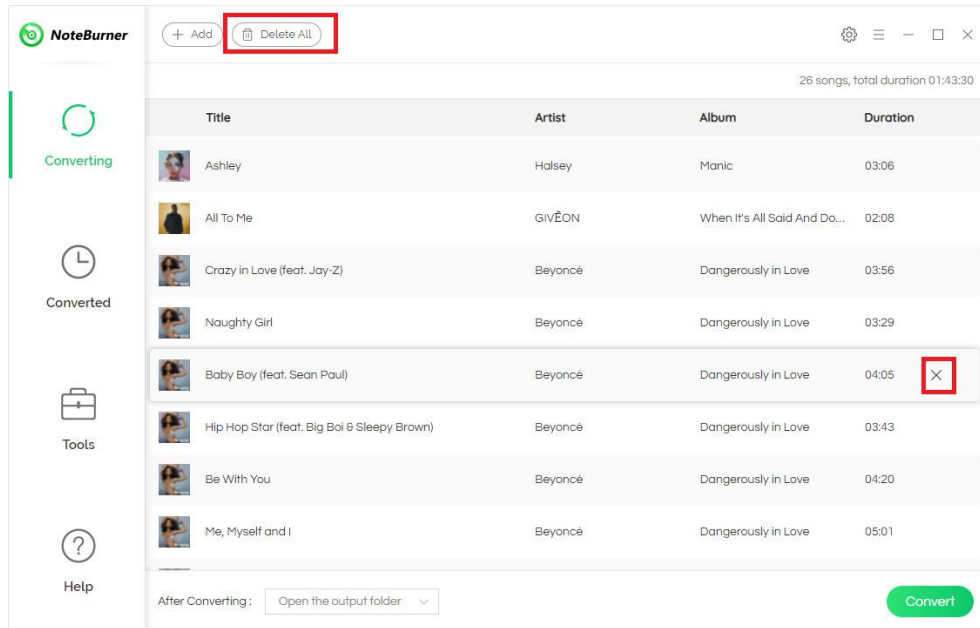 NoteBurner
+ Add
Delete All
26 songs, total duration 01:43:30
Title Artist Album Duration
Converting
Ashley Halsey Manic 03:06
All To Me GIVĒON When It's All Said And Do... 02:08
Crazy in Love (feat. Jay-Z) Beyoncé Dangerously in Love 03:56
Converted
Naughty Girl Beyoncé Dangerously in Love 03:29
Baby Boy (feat. Sean Paul) Beyoncé Dangerously in Love 04:05
Hip Hop Star (feat. Big Boi & Sleepy Brown) Beyoncé Dangerously in Love 03:43
Tools
Be With You Beyoncé Dangerously in Love 04:20
Me, Myself and I Beyoncé Dangerously in Love 05:01
Help
After Converting : Open the output folder
Convert